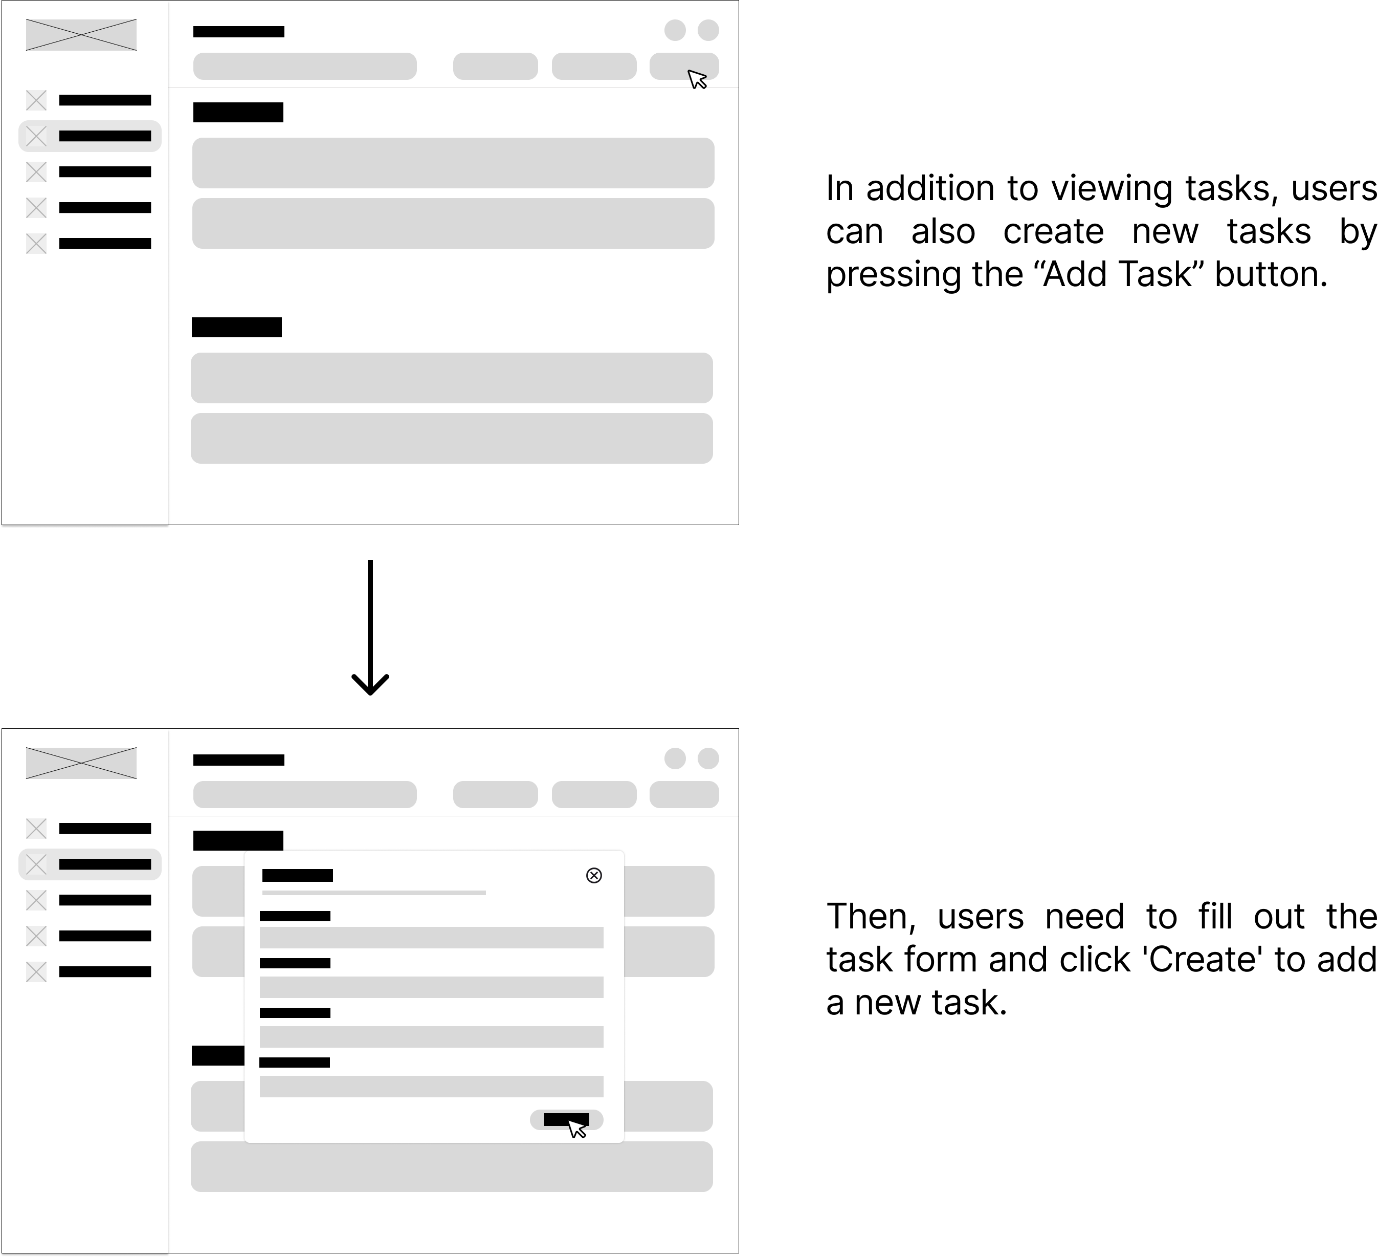 In addition to viewing tasks, users
can also create new tasks by
pressing the “Add Task” button.
Then, users need to fill out the
task form and click 'Create' to add
a new task.